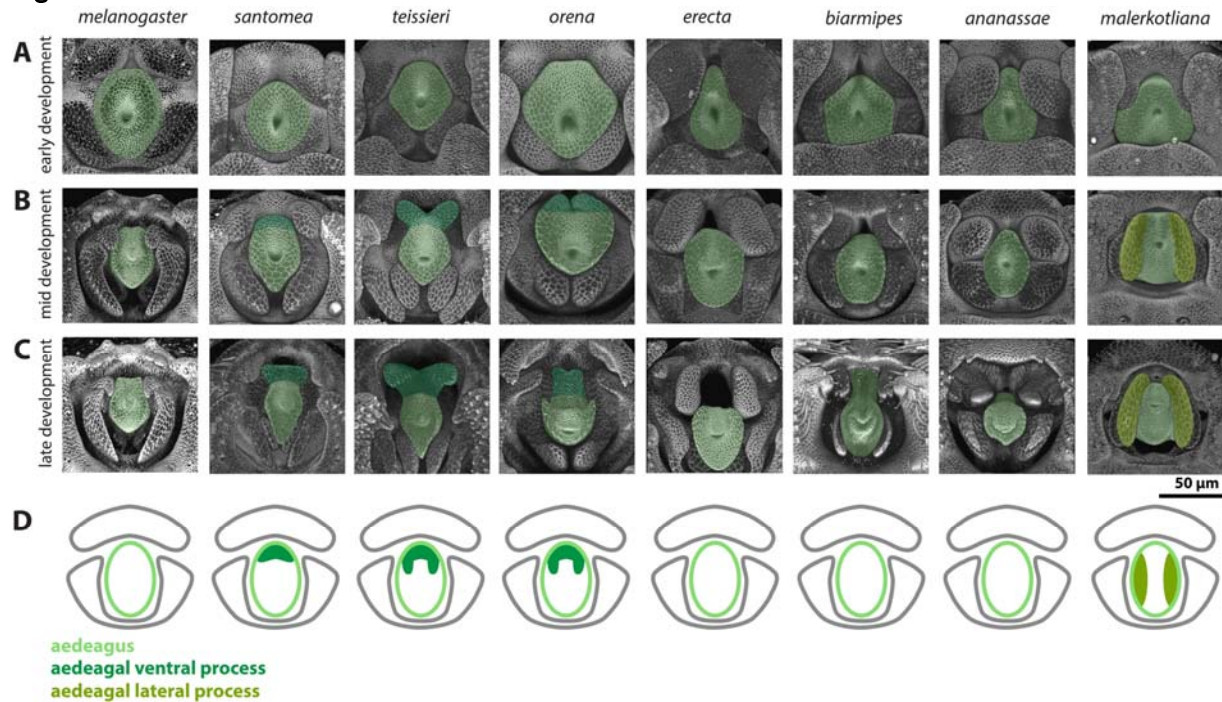 melanogaster santomea teissieri orena erecta biarmipes ananassae malerkotliana
A early development
B mid development
C late development
50 µm
D
aedeagus
aedeagal ventral process
aedeagal lateral process